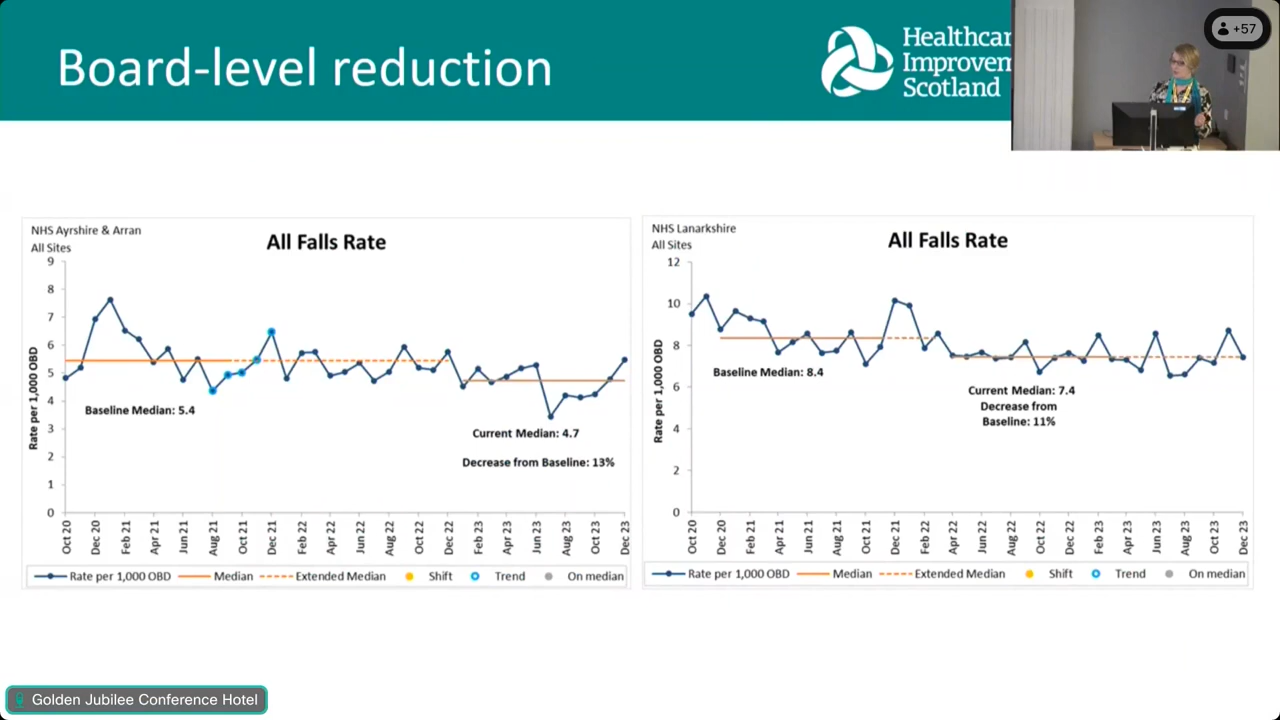 Board-level reduction
Healthcar
Improvem
Scotland
+57
NHS Ayrshire & Arran
All Sites
All Falls Rate
9
8
7
6
5
4
3
2
1
0
Rate per 1,000 OBD
Baseline Median: 5.4
Current Median: 4.7
Decrease from Baseline: 13%
Oct 20
Dec 20
Feb 21
Apr 21
Jun 21
Aug 21
Oct 21
Dec 21
Feb 22
Apr 22
Jun 22
Aug 22
Oct 22
Dec 22
Feb 23
Apr 23
Jun 23
Aug 23
Oct 23
Dec 23
Rate per 1,000 OBD Median Extended Median Shift Trend On median
NHS Lanarkshire
All Sites
All Falls Rate
12
10
8
6
4
2
0
Rate per 1,000 OBD
Baseline Median: 8.4
Current Median: 7.4
Decrease from
Baseline: 11%
Oct 20
Dec 20
Feb 21
Apr 21
Jun 21
Aug 21
Oct 21
Dec 21
Feb 22
Apr 22
Jun 22
Aug 22
Oct 22
Dec 22
Feb 23
Apr 23
Jun 23
Aug 23
Oct 23
Dec 23
Rate per 1,000 OBD Median Extended Median Shift Trend On median
Golden Jubilee Conference Hotel